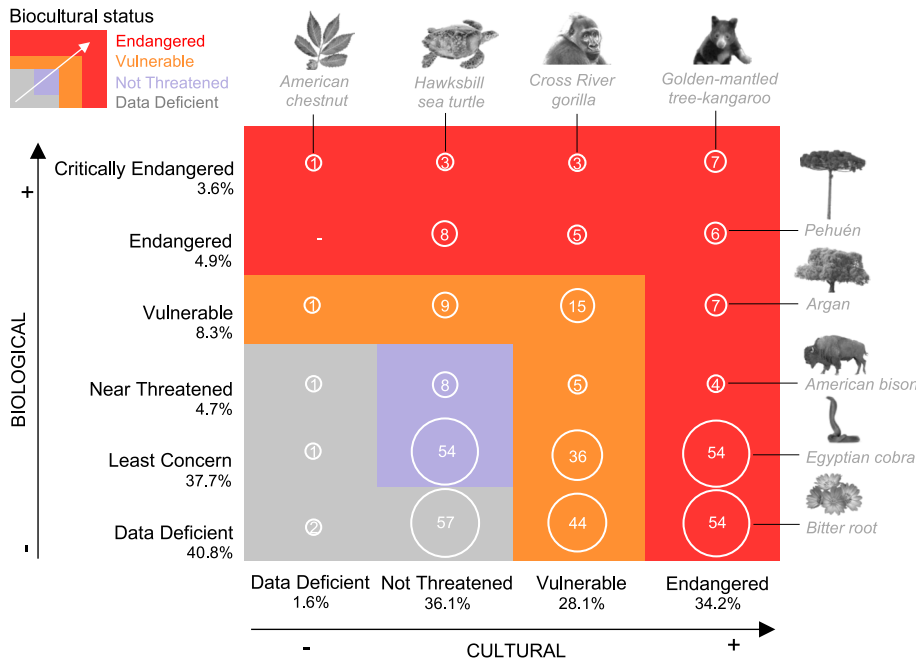 Biocultural status
Endangered
Vulnerable
Not Threatened
Data Deficient
American
chestnut
Hawksbill
sea turtle
Cross River
gorilla
Golden-mantled
tree-kangaroo
BIOLOGICAL
+
-
Critically Endangered
3.6%
1
3
3
7
Endangered
4.9%
-
8
5
6
Pehuén
Vulnerable
8.3%
1
9
15
7
Argan
Near Threatened
4.7%
1
8
5
4
American bison
Least Concern
37.7%
1
54
36
54
Egyptian cobra
Data Deficient
40.8%
2
57
44
54
Bitter root
Data Deficient
1.6%
Not Threatened
36.1%
Vulnerable
28.1%
Endangered
34.2%
-
CULTURAL
+